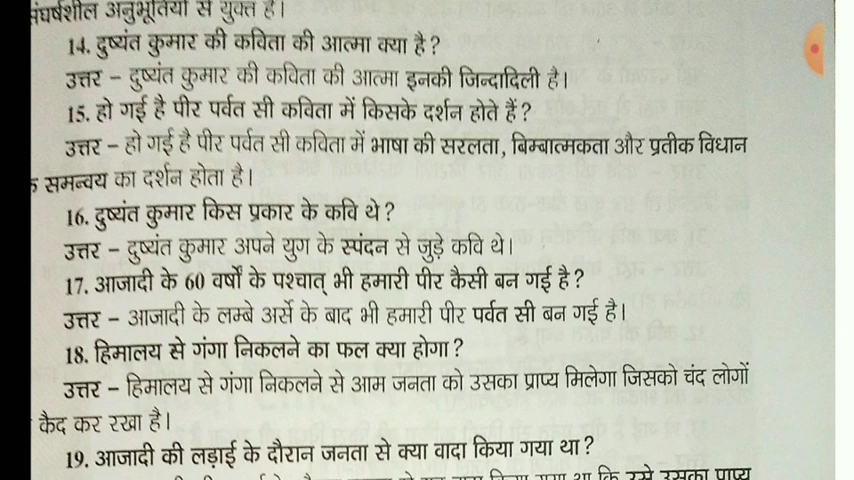 संघर्षशील अनुभूतियों से युक्त है।
14. दुष्यंत कुमार की कविता की आत्मा क्या है?
उत्तर – दुष्यंत कुमार की कविता की आत्मा इनकी जिन्दादिली है।
15. हो गई है पीर पर्वत सी कविता में किसके दर्शन होते हैं?
उत्तर – हो गई है पीर पर्वत सी कविता में भाषा की सरलता, बिम्बात्मकता और प्रतीक विधान
समन्वय का दर्शन होता है।
16. दुष्यंत कुमार किस प्रकार के कवि थे?
उत्तर – दुष्यंत कुमार अपने युग के स्पंदन से जुड़े कवि थे।
17. आजादी के 60 वर्षों के पश्चात् भी हमारी पीर कैसी बन गई है?
उत्तर – आजादी के लम्बे अर्से के बाद भी हमारी पीर पर्वत सी बन गई है।
18. हिमालय से गंगा निकलने का फल क्या होगा?
उत्तर – हिमालय से गंगा निकलने से आम जनता को उसका प्राप्य मिलेगा जिसको चंद लोगों
कैद कर रखा है।
19. आजादी की लड़ाई के दौरान जनता से क्या वादा किया गया था?
किया गया था कि उसे उसका प्राप्य